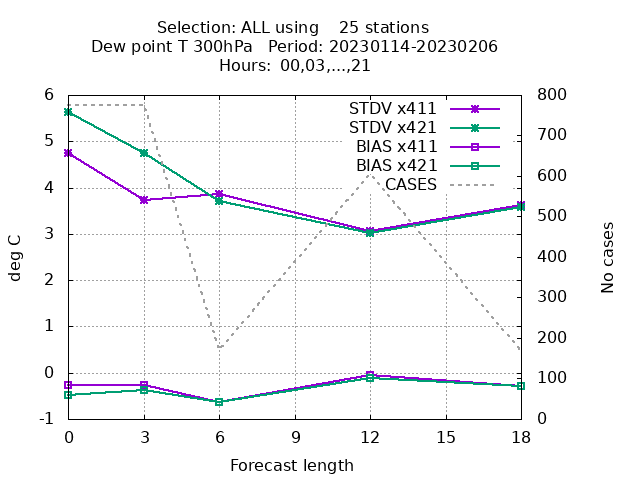 Selection: ALL using    25 stations
Dew point T 300hPa   Period: 20230114-20230206
Hours: 00,03,...,21
6 800
STDV x411
STDV x421
5 700
BIAS x411
BIAS x421
4 600
CASES
3 500
deg C
No cases
400
2 300
1 200
0 100
-1 0
0 3 6 9 12 15 18
Forecast length